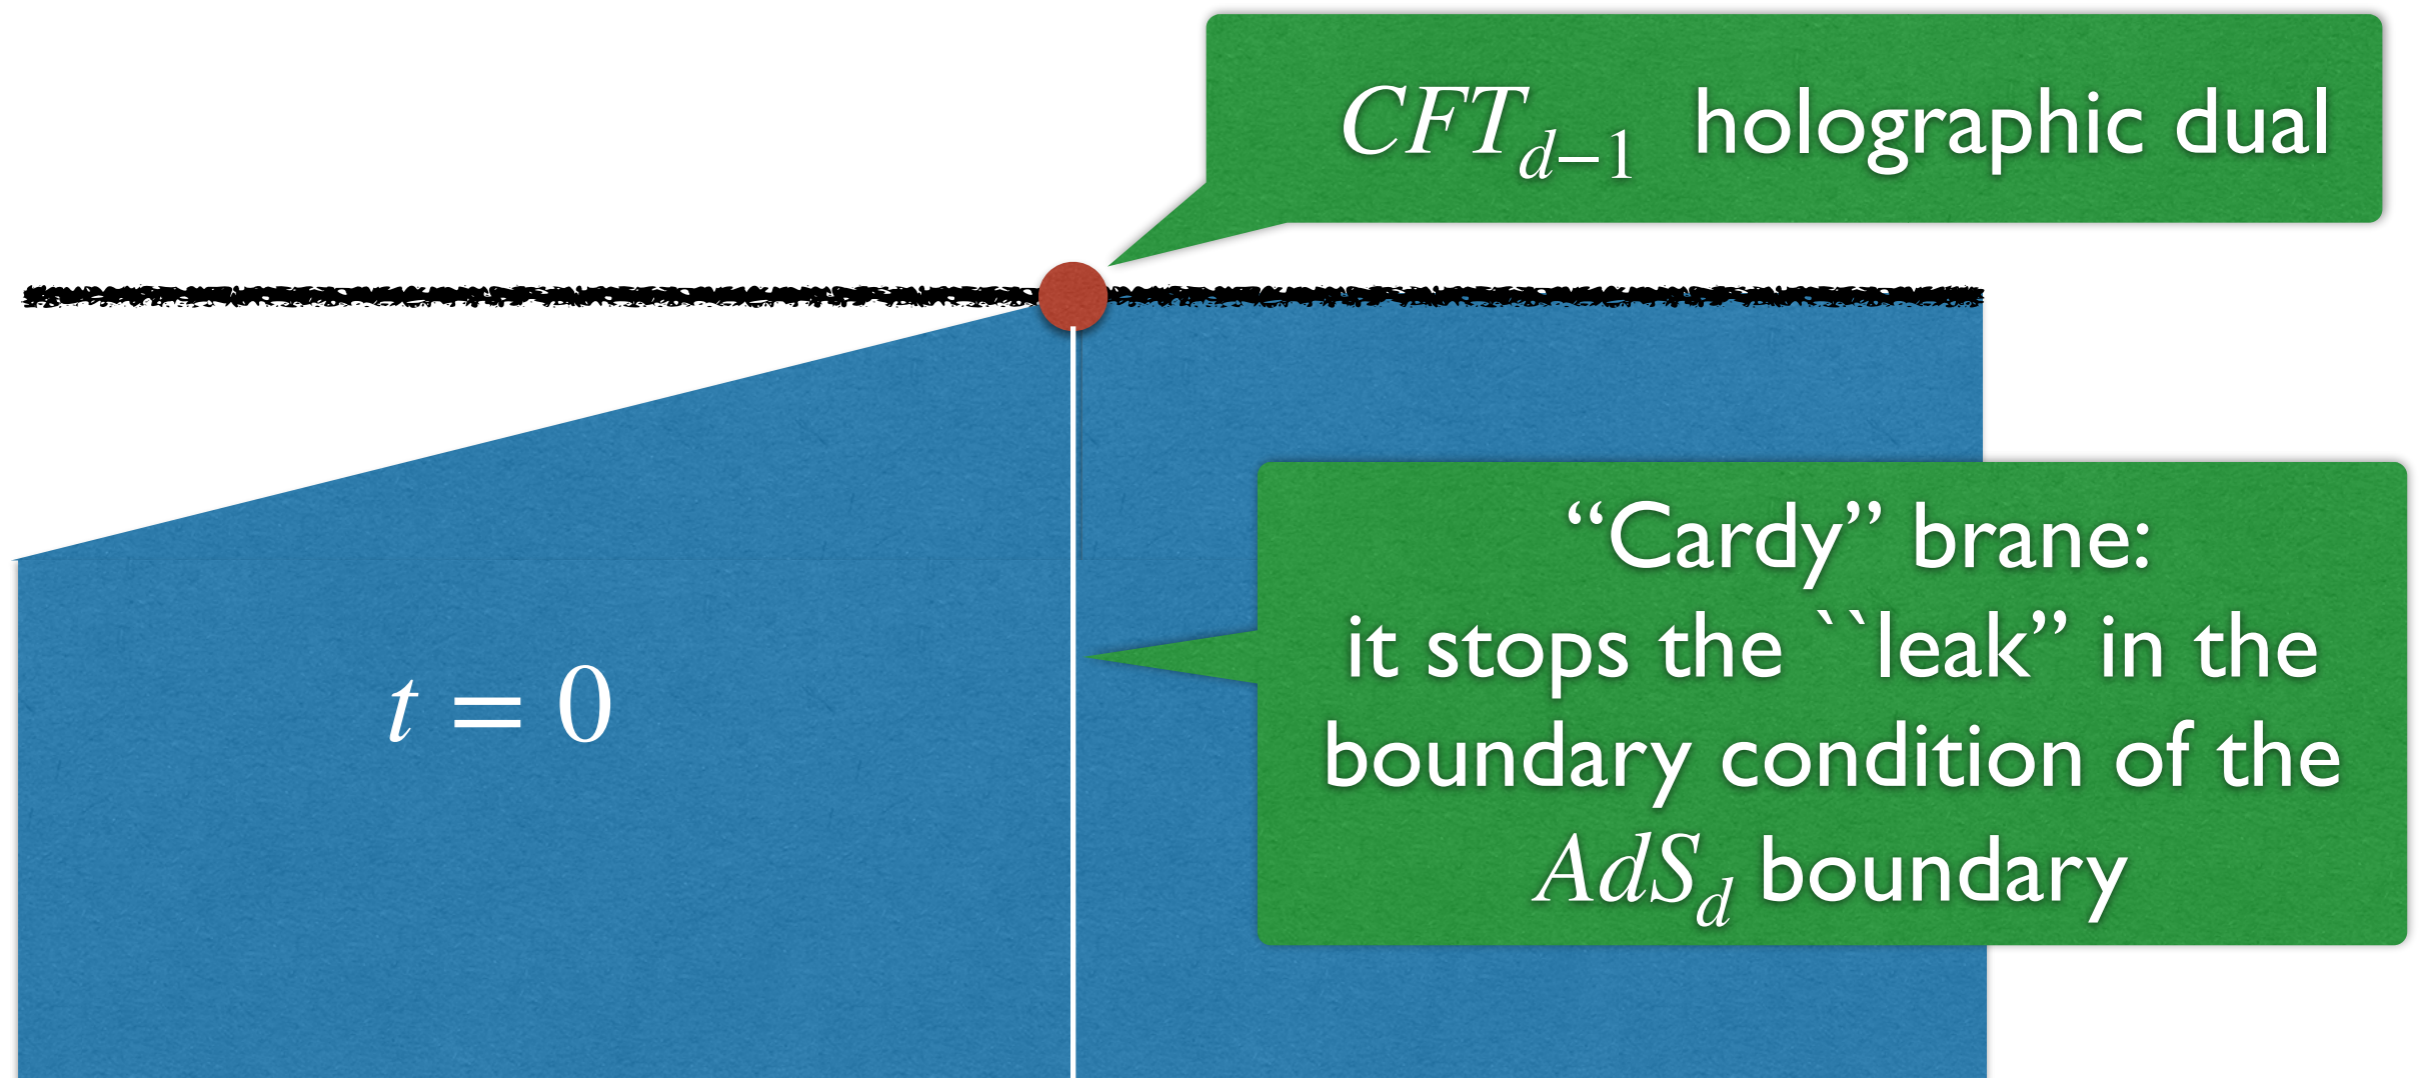 CFT_{d−1} holographic dual
“Cardy” brane:
it stops the ``leak” in the
boundary condition of the
AdS_d boundary
t = 0